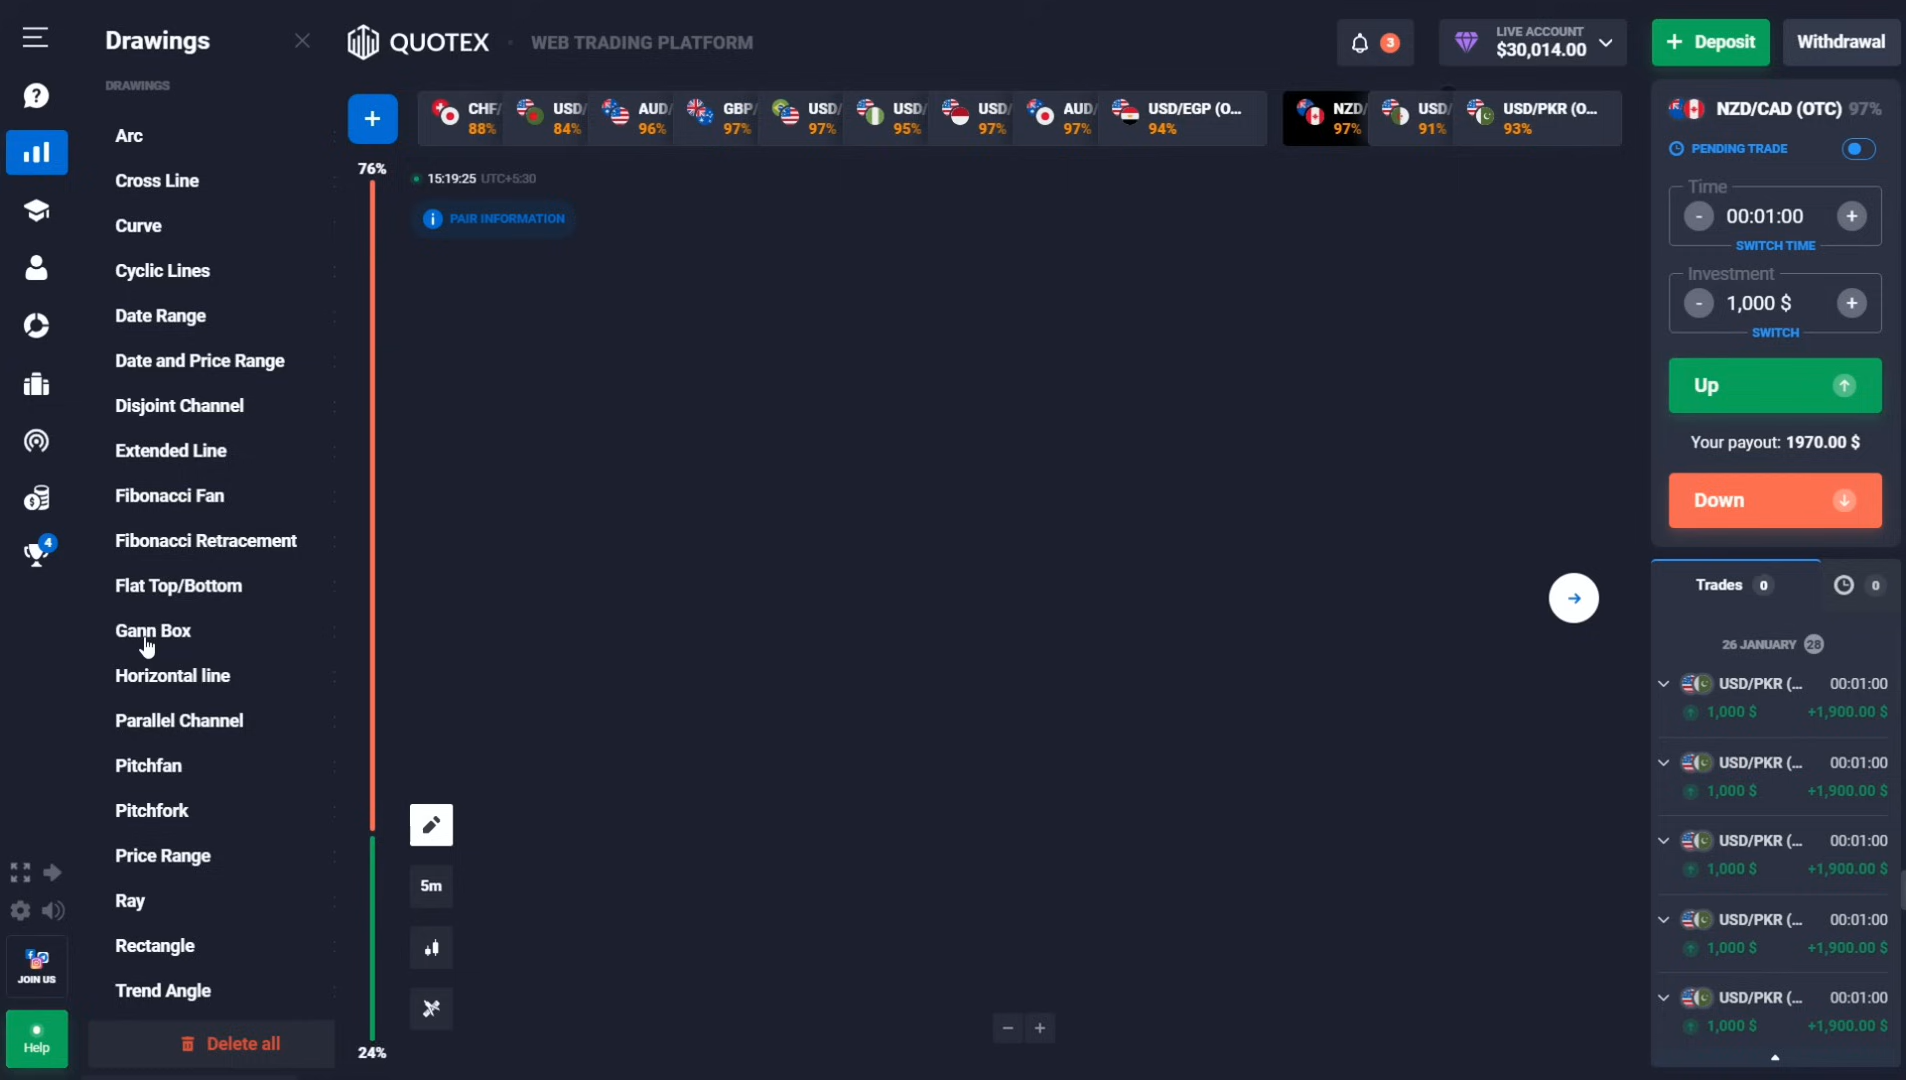 Drawings
DRAWINGS
Arc
Cross Line
Curve
Cyclic Lines
Date Range
Date and Price Range
Disjoint Channel
Extended Line
Fibonacci Fan
Fibonacci Retracement
Flat Top/Bottom
Gann Box
Horizontal line
Parallel Channel
Pitchfan
Pitchfork
Price Range
Ray
Rectangle
Trend Angle
Delete all
4
JOIN US
Help
QUOTEX
WEB TRADING PLATFORM
3
LIVE ACCOUNT
$30,014.00
+ Deposit
Withdrawal
+
CHF/
88%
USD/
84%
AUD/
96%
GBP/
97%
USD/
97%
USD/
95%
USD/
97%
AUD/
97%
USD/EGP (O...
94%
NZD/
97%
USD/
91%
USD/PKR (O...
93%
76%
15:19:25 UTC+5:30
PAIR INFORMATION
5m
24%
− +
NZD/CAD (OTC) 97%
PENDING TRADE
Time
- 00:01:00 +
SWITCH TIME
Investment
- 1,000 $ +
SWITCH
Up
Your payout: 1970.00 $
Down
Trades 0
0
26 JANUARY 28
USD/PKR (... 00:01:00
1,000 $ +1,900.00 $
USD/PKR (... 00:01:00
1,000 $ +1,900.00 $
USD/PKR (... 00:01:00
1,000 $ +1,900.00 $
USD/PKR (... 00:01:00
1,000 $ +1,900.00 $
USD/PKR (... 00:01:00
1,000 $ +1,900.00 $